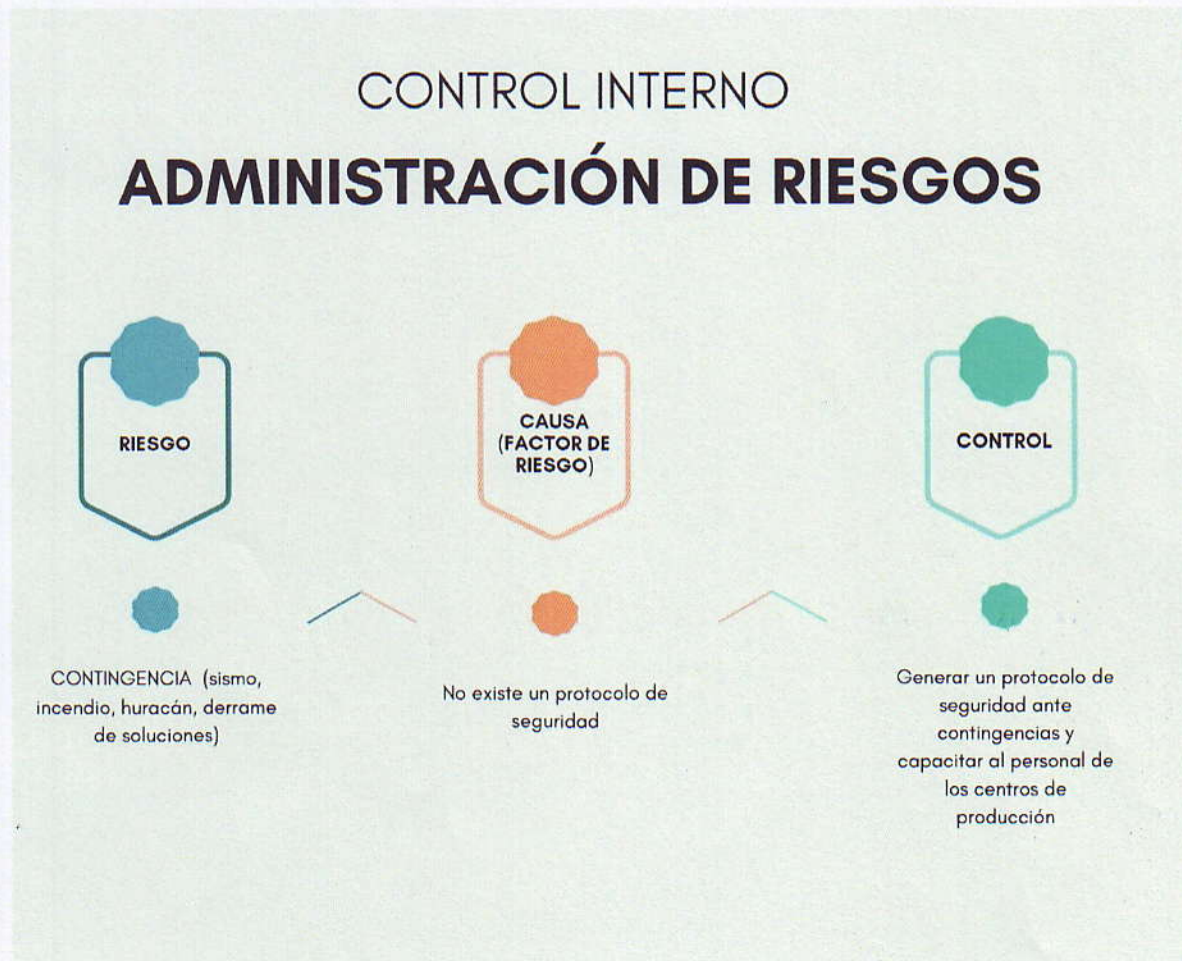 CONTROL INTERNO
ADMINISTRACIÓN DE RIESGOS
RIESGO
CAUSA
(FACTOR DE
RIESGO)
CONTROL
CONTINGENCIA (sismo,
incendio, huracán, derrame
de soluciones)
No existe un protocolo de
seguridad
Generar un protocolo de
seguridad ante
contingencias y
capacitar al personal de
los centros de
producción